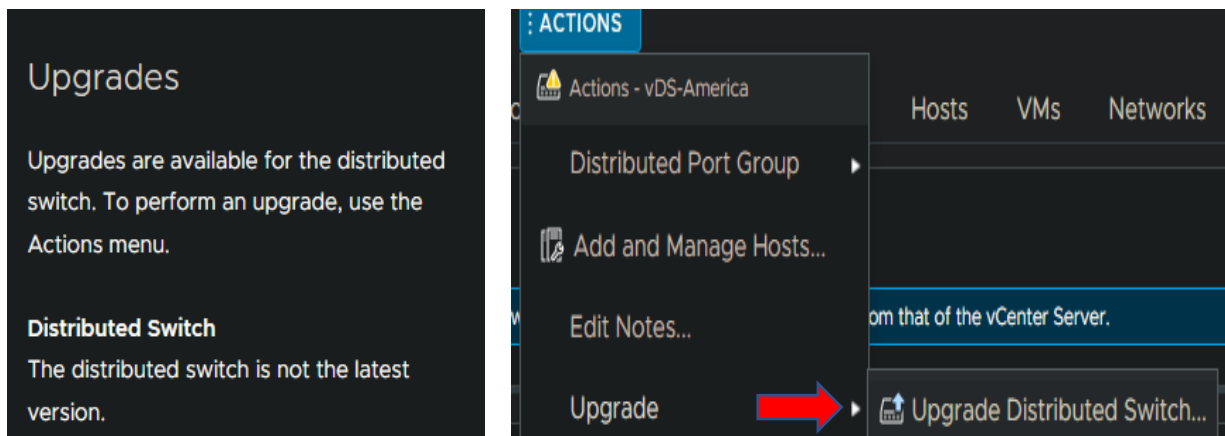 Upgrades
Upgrades are available for the distributed
switch. To perform an upgrade, use the
Actions menu.
Distributed Switch
The distributed switch is not the latest
version.
ACTIONS
Actions - vDS-America
Hosts VMs Networks
Distributed Port Group
Add and Manage Hosts...
Edit Notes...
om that of the vCenter Server.
Upgrade
Upgrade Distributed Switch...